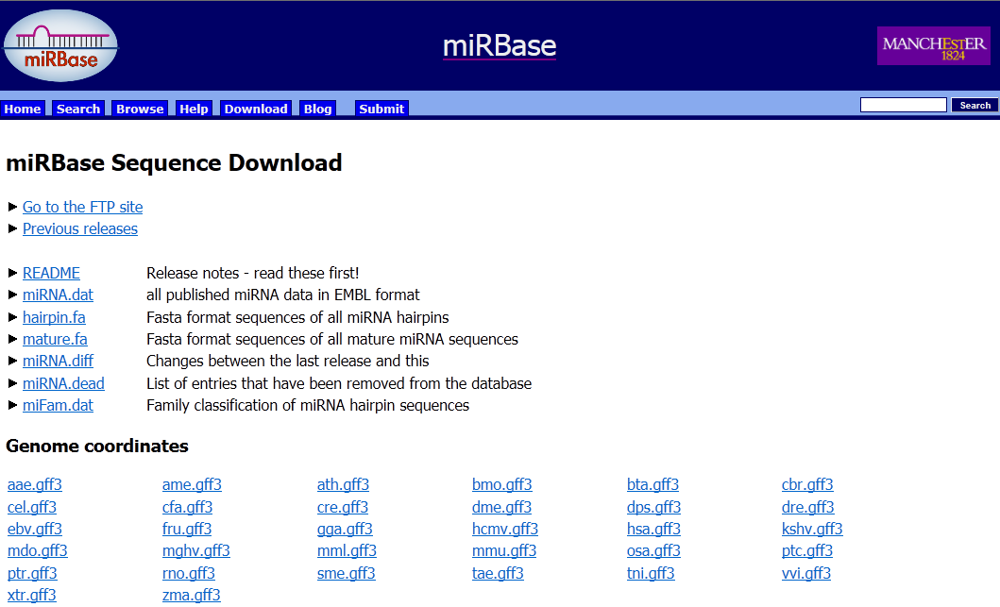 miRBase
miRBase
MANCHESTER
1824
Home Search Browse Help Download Blog Submit Search
miRBase Sequence Download
Go to the FTP site
Previous releases
README Release notes - read these first!
miRNA.dat all published miRNA data in EMBL format
hairpin.fa Fasta format sequences of all miRNA hairpins
mature.fa Fasta format sequences of all mature miRNA sequences
miRNA.diff Changes between the last release and this
miRNA.dead List of entries that have been removed from the database
miFam.dat Family classification of miRNA hairpin sequences
Genome coordinates
aae.gff3 ame.gff3 ath.gff3 bmo.gff3 bta.gff3 cbr.gff3
cel.gff3 cfa.gff3 cre.gff3 dme.gff3 dps.gff3 dre.gff3
ebv.gff3 fru.gff3 gga.gff3 hcmv.gff3 hsa.gff3 kshv.gff3
mdo.gff3 mghv.gff3 mml.gff3 mmu.gff3 osa.gff3 ptc.gff3
ptr.gff3 rno.gff3 sme.gff3 tae.gff3 tni.gff3 vvi.gff3
xtr.gff3 zma.gff3